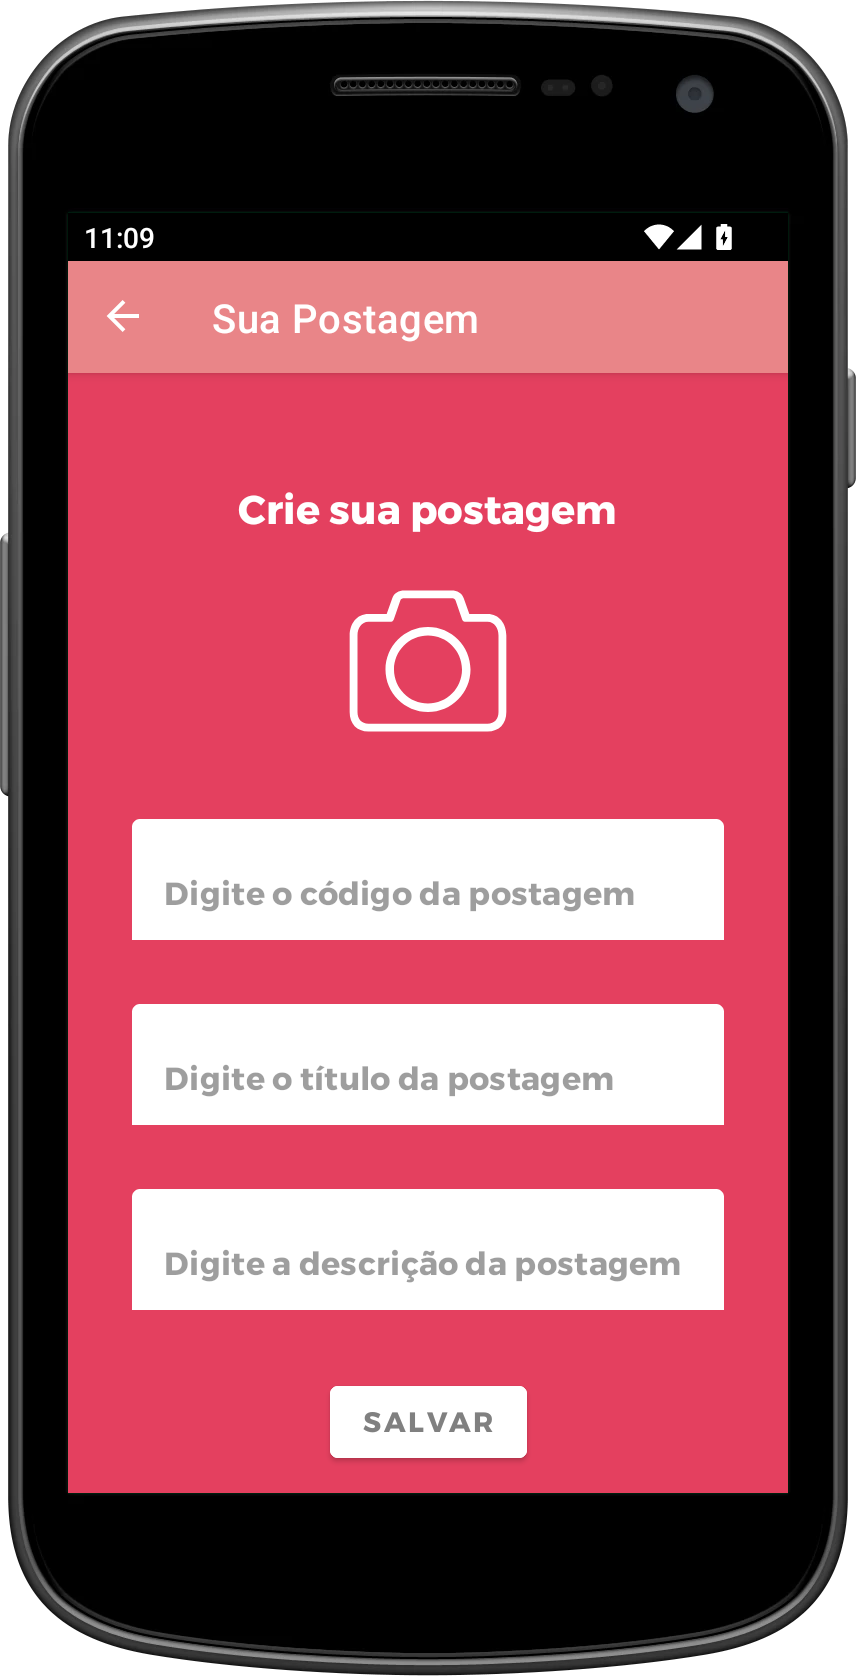 11:09
Sua Postagem
Crie sua postagem
Digite o código da postagem
Digite o título da postagem
Digite a descrição da postagem
SALVAR